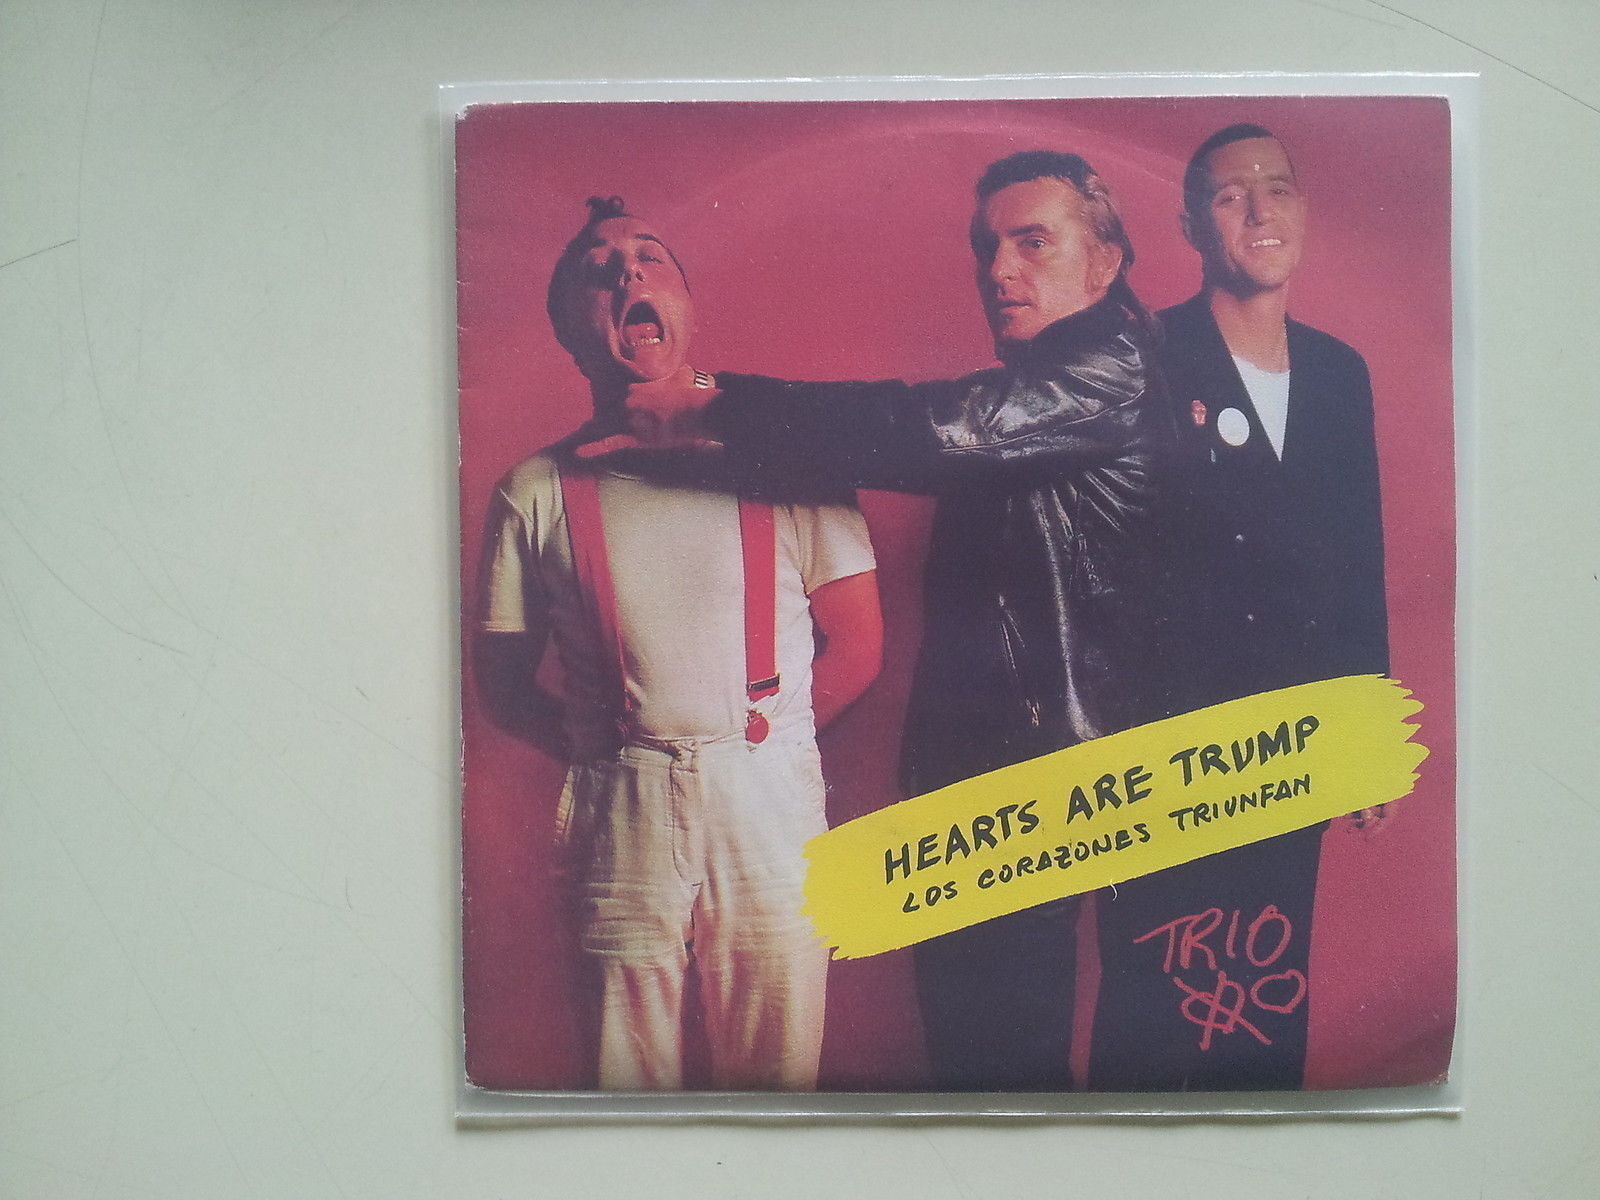 HEARTS ARE TRUMP
LOS CORAZONES TRIUNFAN
TRIO